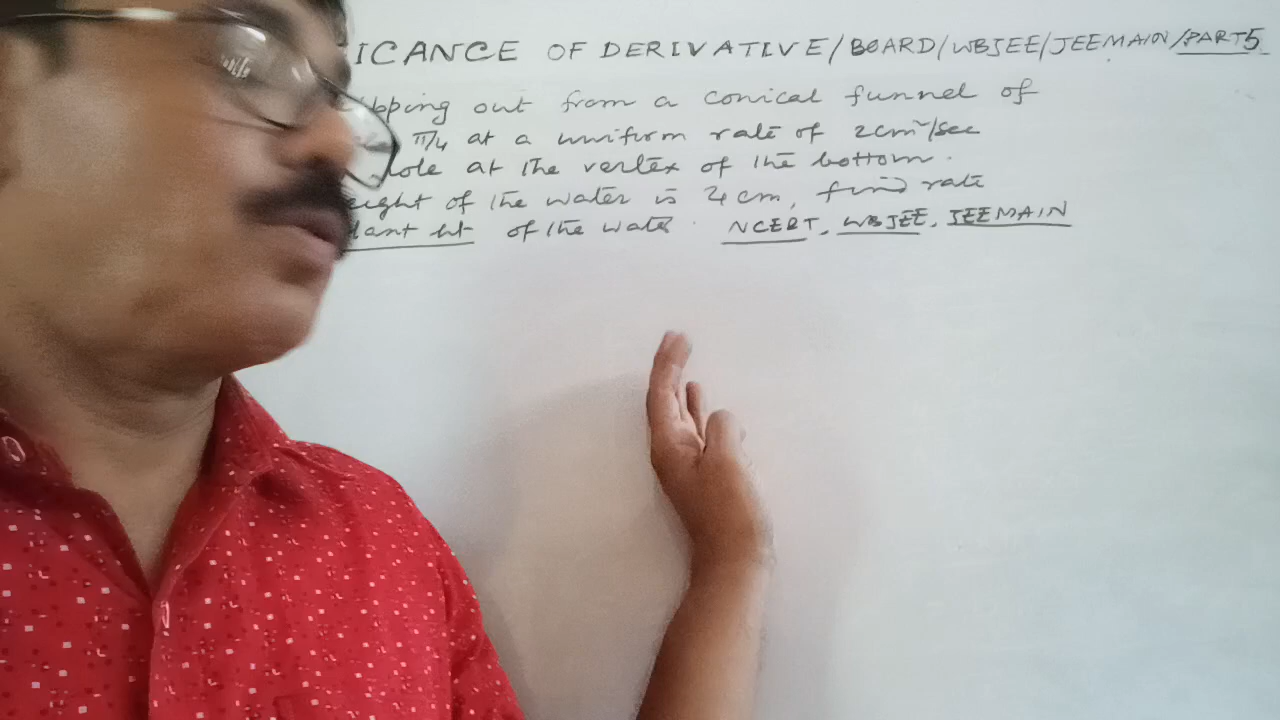 ICANCE OF DERIVATIVE/BOARD/WBJEE/JEEMAIN/PART5
pping out from a conical funnel of
π/4 at a uniform rate of 2cm²/sec
hole at the vertex of the bottom.
eight of the water is 4 cm, find rate
lant ht of the water. NCERT, WBJEE, JEEMAIN